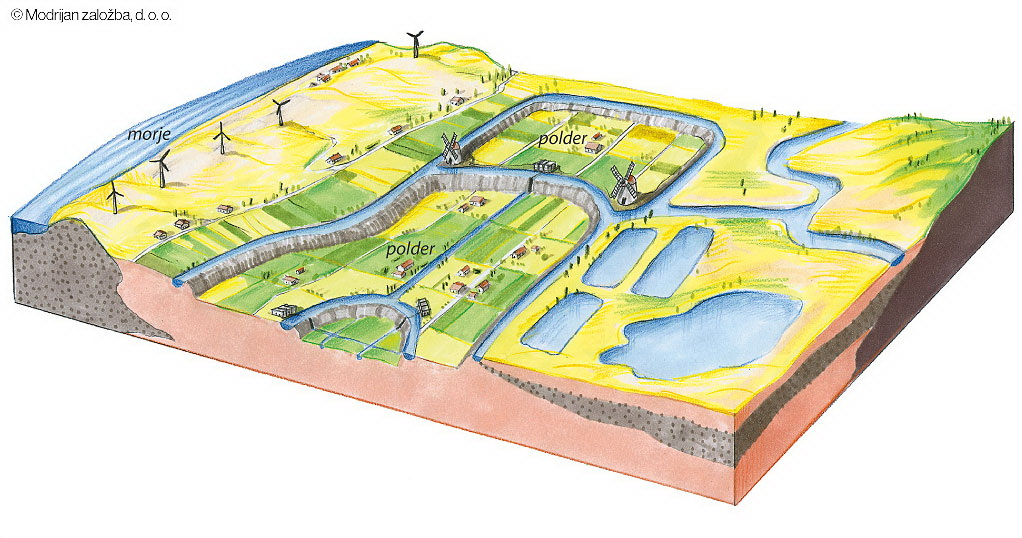 © Modrijan založba, d. o. o.
morje
polder
polder